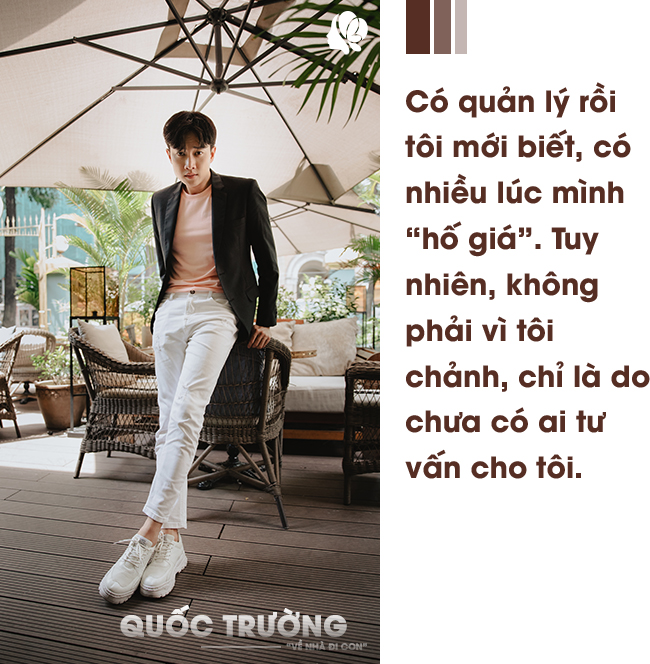 Có quản lý rồi
tôi mới biết, có
nhiều lúc mình
“hố giá”. Tuy
nhiên, không
phải vì tôi
chảnh, chỉ là do
chưa có ai tư
vấn cho tôi.
QUỐC TRƯỜNG
“VỀ NHÀ ĐI CON”